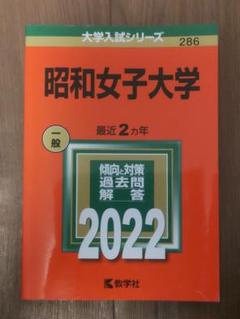 大学入試シリーズ
286
昭和女子大学
一般
最近2カ年
傾向と対策
過去問
解答
2022
教学社